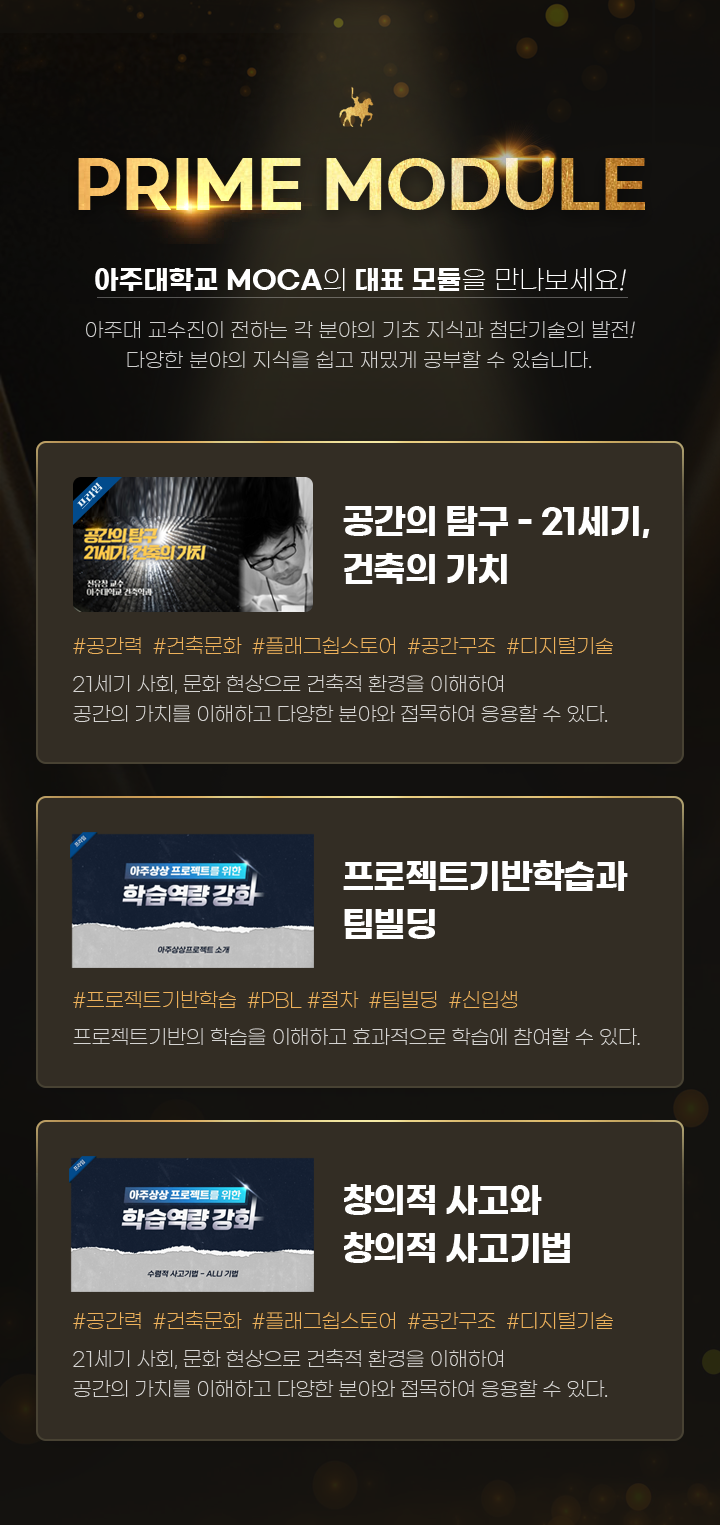 PRIME MODULE
아주대학교 MOCA의 대표 모듈을 만나보세요!
아주대 교수진이 전하는 각 분야의 기초 지식과 첨단기술의 발전!
다양한 분야의 지식을 쉽고 재밌게 공부할 수 있습니다.
프라임
공간의 탐구
21세기, 건축의 가치
전유창 교수
아주대학교 건축학과
공간의 탐구 - 21세기,
건축의 가치
#공간력 #건축문화 #플래그쉽스토어 #공간구조 #디지털기술
21세기 사회, 문화 현상으로 건축적 환경을 이해하여
공간의 가치를 이해하고 다양한 분야와 접목하여 응용할 수 있다.
프라임
아주상상 프로젝트를 위한
학습역량 강화
아주상상프로젝트 소개
프로젝트기반학습과
팀빌딩
#프로젝트기반학습 #PBL #절차 #팀빌딩 #신입생
프로젝트기반의 학습을 이해하고 효과적으로 학습에 참여할 수 있다.
프라임
아주상상 프로젝트를 위한
학습역량 강화
수렴적 사고기법 - ALU 기법
창의적 사고와
창의적 사고기법
#공간력 #건축문화 #플래그쉽스토어 #공간구조 #디지털기술
21세기 사회, 문화 현상으로 건축적 환경을 이해하여
공간의 가치를 이해하고 다양한 분야와 접목하여 응용할 수 있다.